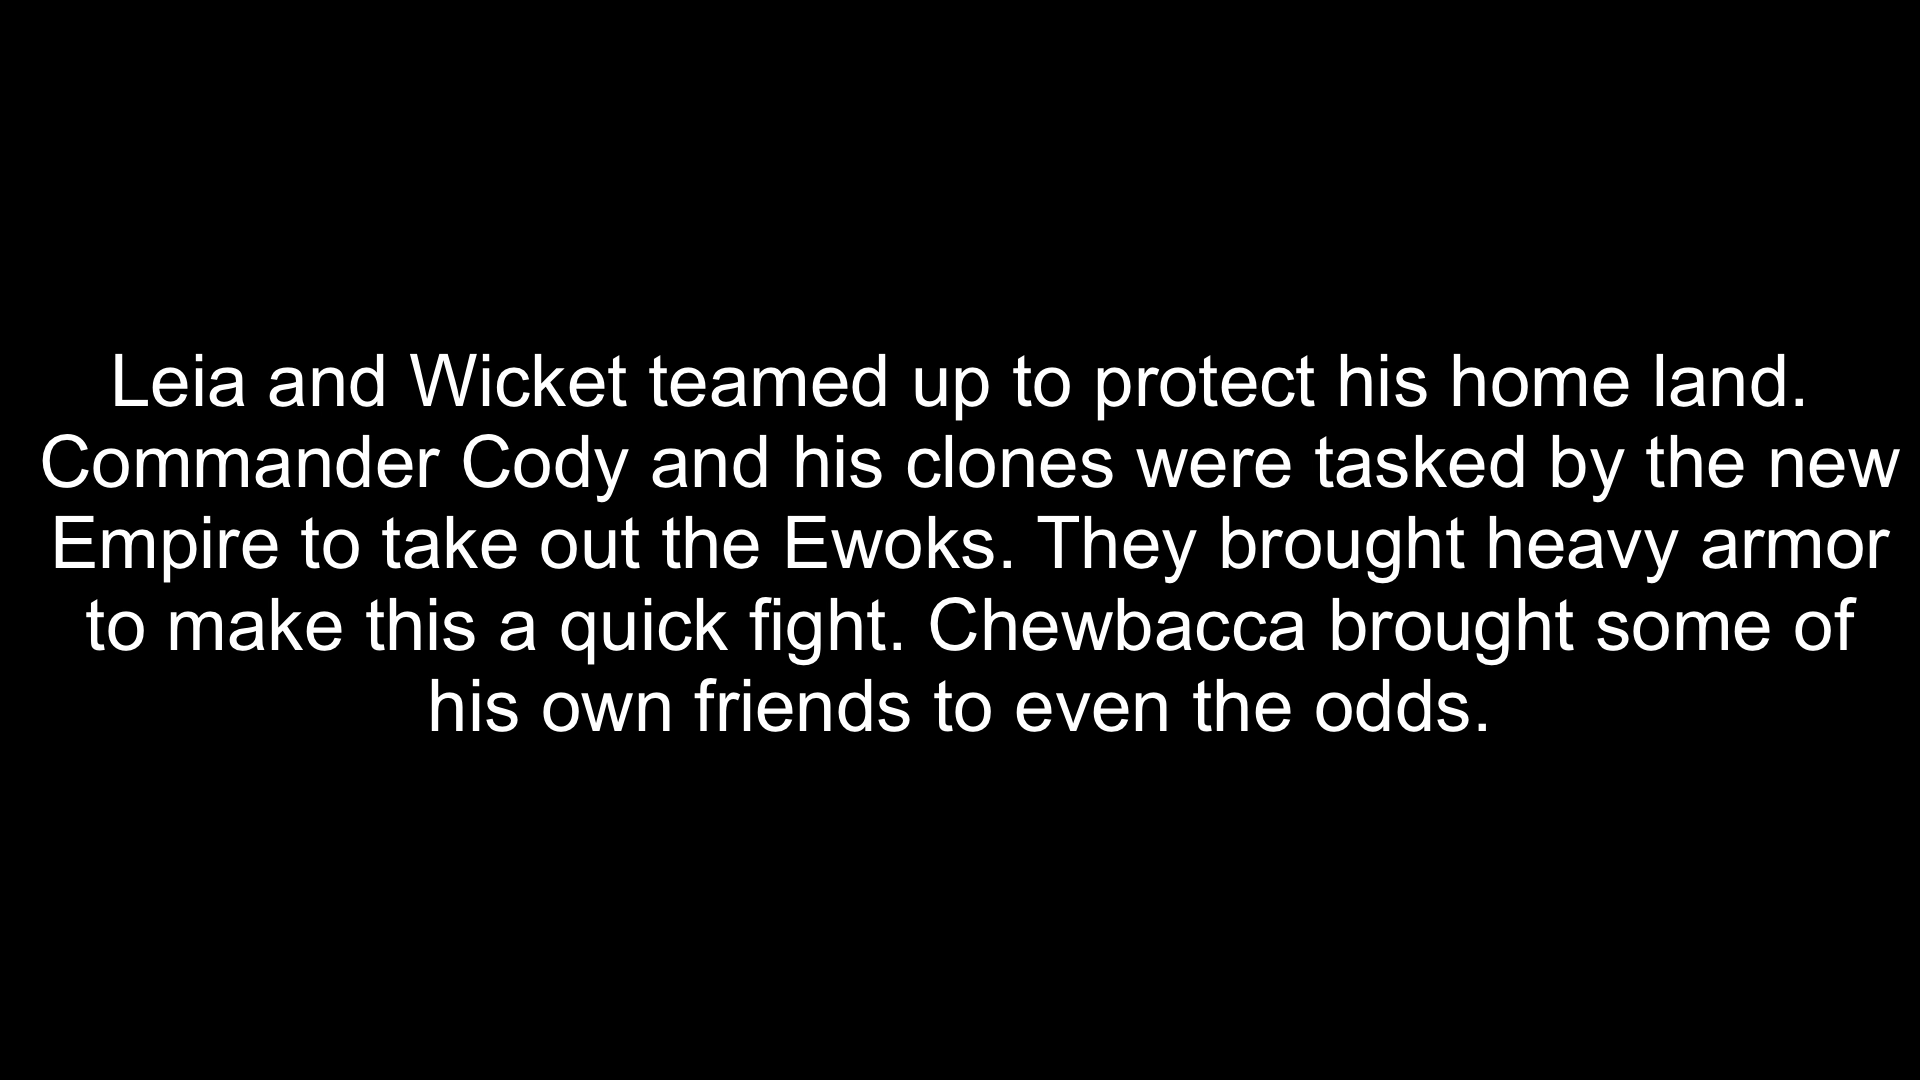 Leia and Wicket teamed up to protect his home land.
Commander Cody and his clones were tasked by the new
Empire to take out the Ewoks. They brought heavy armor
to make this a quick fight. Chewbacca brought some of
his own friends to even the odds.